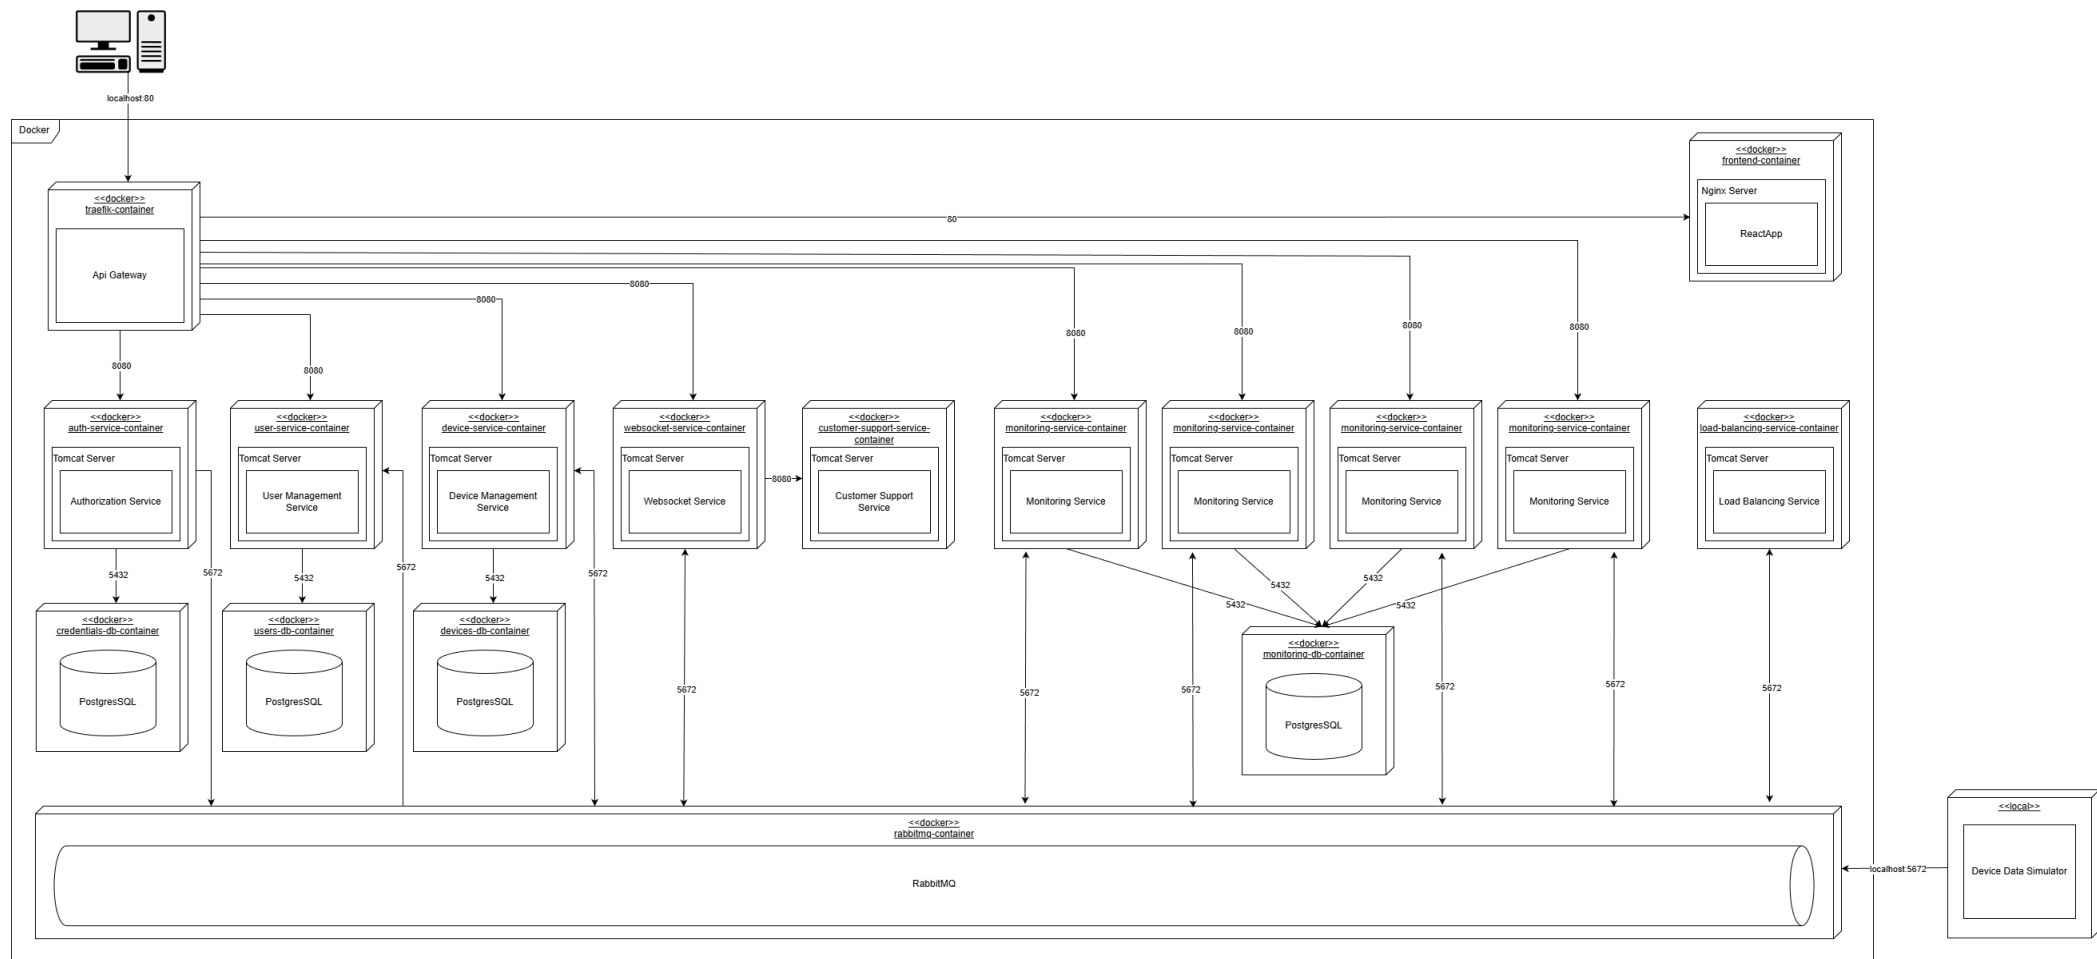 localhost:80
Docker
<<docker>>
traefik-container
Api Gateway
<<docker>>
frontend-container
Nginx Server
ReactApp
80
8080
8080
8080
8080
8080
8080
8080
8080
<<docker>>
auth-service-container
Tomcat Server
Authorization Service
<<docker>>
user-service-container
Tomcat Server
User Management
Service
<<docker>>
device-service-container
Tomcat Server
Device Management
Service
<<docker>>
websocket-service-container
Tomcat Server
Websocket Service
8080
<<docker>>
customer-support-service-
container
Tomcat Server
Customer Support
Service
<<docker>>
monitoring-service-container
Tomcat Server
Monitoring Service
<<docker>>
monitoring-service-container
Tomcat Server
Monitoring Service
<<docker>>
monitoring-service-container
Tomcat Server
Monitoring Service
<<docker>>
monitoring-service-container
Tomcat Server
Monitoring Service
<<docker>>
load-balancing-service-container
Tomcat Server
Load Balancing Service
5432
5672
5432
5672
5432
5672
5432
5432
5432
5432
<<docker>>
credentials-db-container
PostgresSQL
<<docker>>
users-db-container
PostgresSQL
<<docker>>
devices-db-container
PostgresSQL
<<docker>>
monitoring-db-container
PostgresSQL
5672
5672
5672
5672
5672
5672
<<docker>>
rabbitmq-container
RabbitMQ
localhost:5672
<<local>>
Device Data Simulator